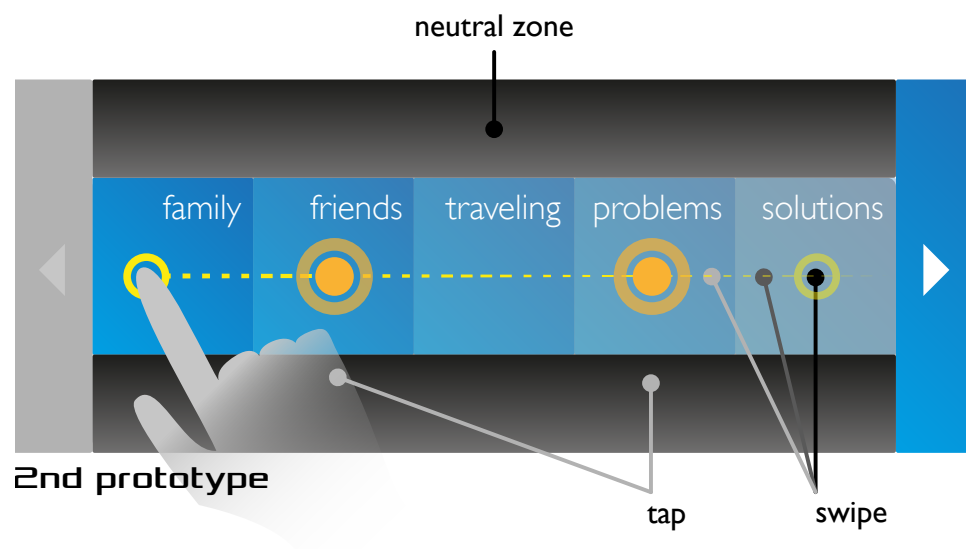 neutral zone
family friends traveling problems solutions
2nd prototype
tap
swipe